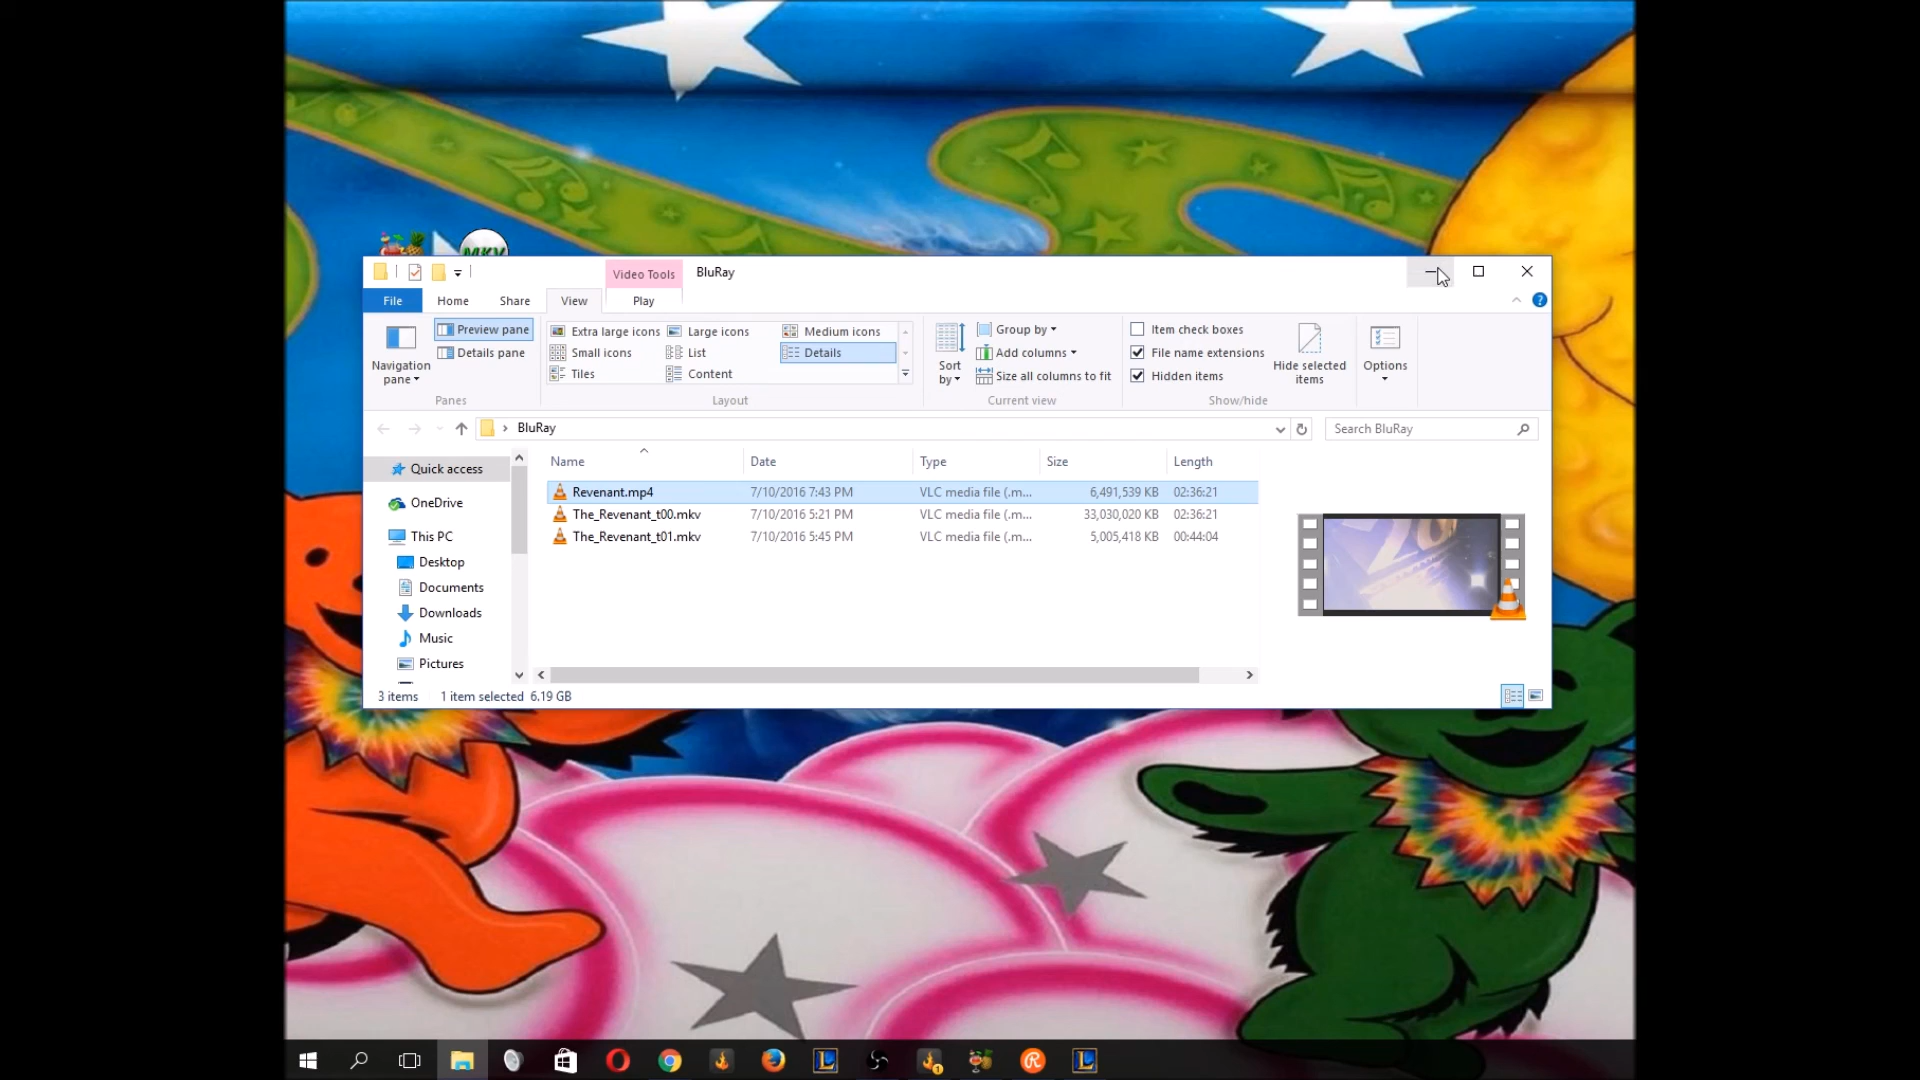 MKV
Video Tools
BluRay
File
Home
Share
View
Play
Navigation pane
Preview pane
Details pane
Panes
Extra large icons
Large icons
Medium icons
Small icons
List
Details
Tiles
Content
Layout
Sort by
Group by
Add columns
Size all columns to fit
Current view
Item check boxes
File name extensions
Hidden items
Hide selected items
Show/hide
Options
BluRay
Search BluRay
Quick access
OneDrive
This PC
Desktop
Documents
Downloads
Music
Pictures
Name Date Type Size Length
Revenant.mp4 7/10/2016 7:43 PM VLC media file (.m... 6,491,539 KB 02:36:21
The_Revenant_t00.mkv 7/10/2016 5:21 PM VLC media file (.m... 33,030,020 KB 02:36:21
The_Revenant_t01.mkv 7/10/2016 5:45 PM VLC media file (.m... 5,005,418 KB 00:44:04
3 items 1 item selected 6.19 GB